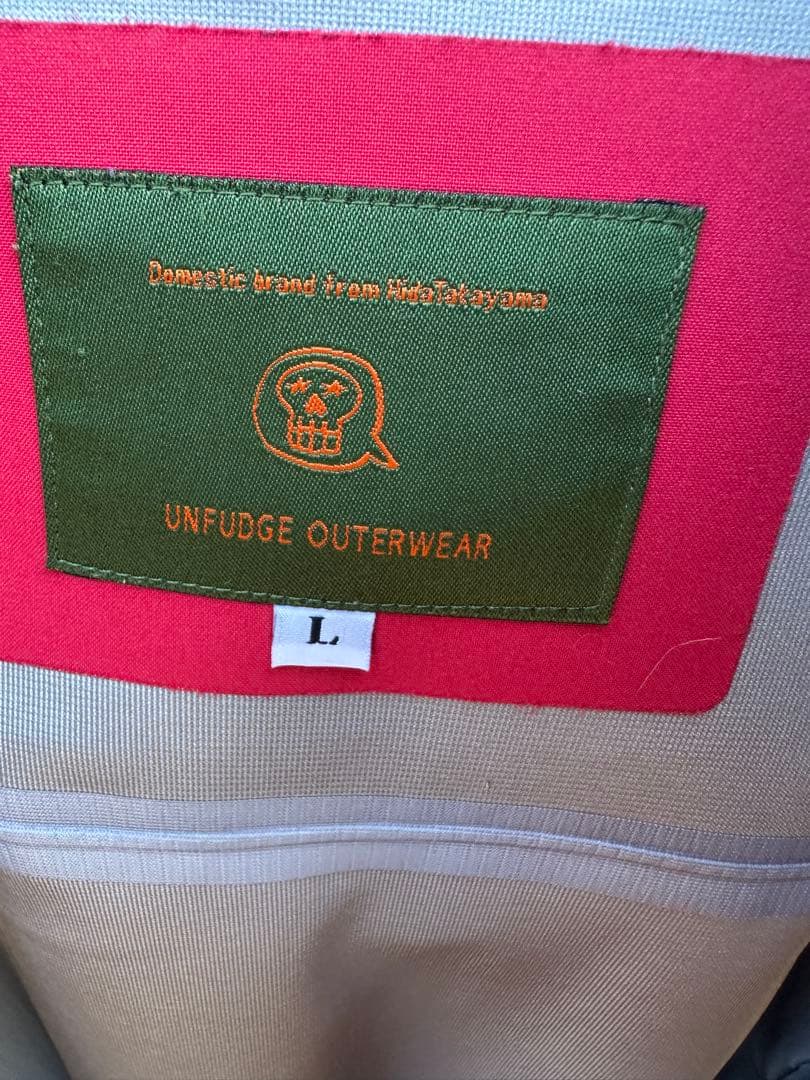 Domestic brand from HidaTakayama
UNFUDGE OUTERWEAR
L